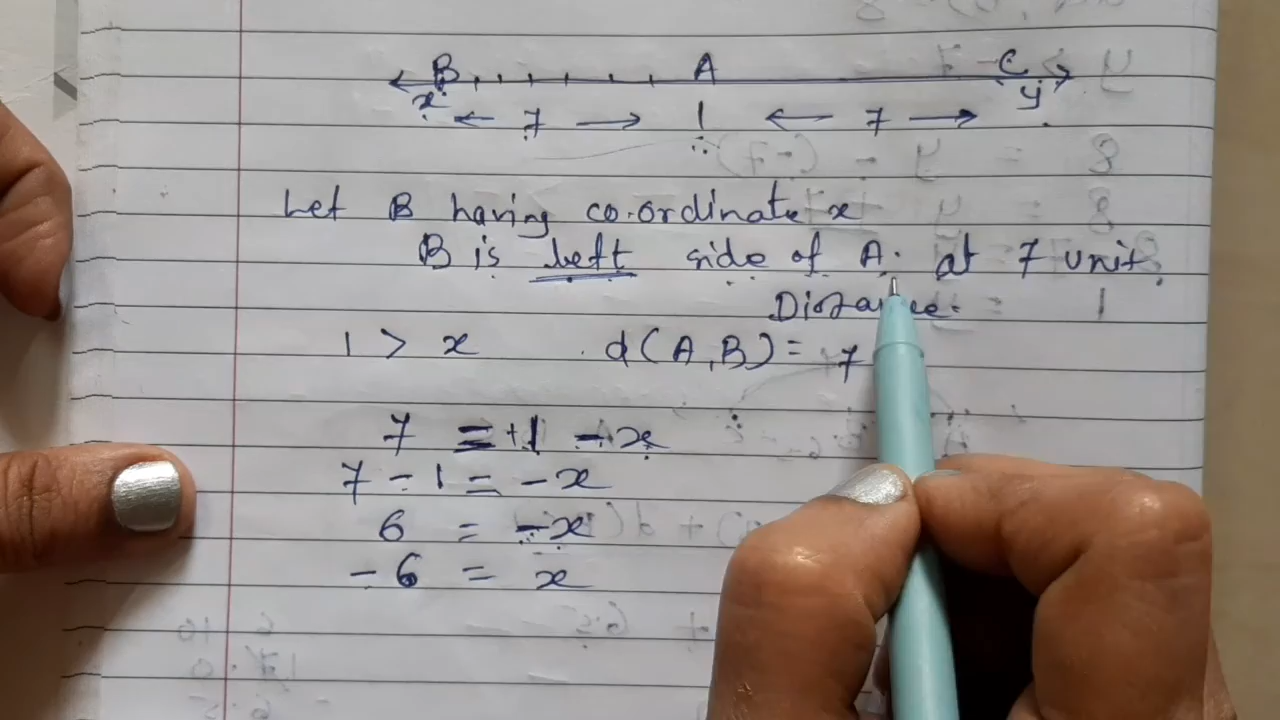 B A C
x ← 7 → 1 ← 7 → y
Let B having co-ordinate x
B is left side of A. at 7 unit.
Distance.
1 > x d(A,B) = 7
7 = +1 - x
7 - 1 = - x
6 = - x
- 6 = x